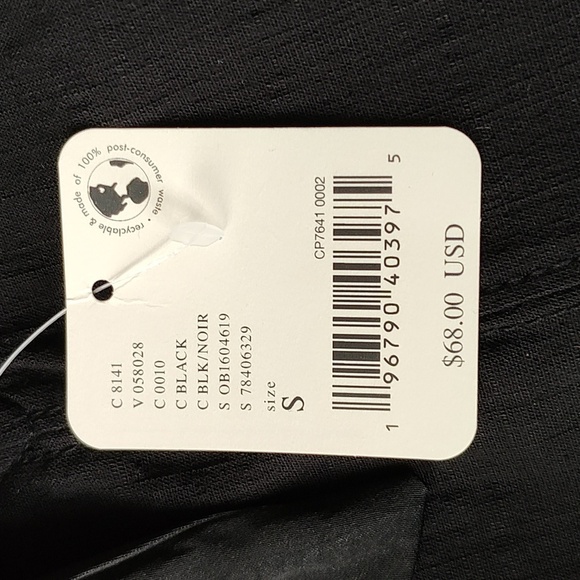 made of 100% post-consumer waste • recyclable &
C 8141
V 058028
C 0010
C BLACK
C BLK/NOIR
S OB1604619
S 78406329
size
S
CP7641 0002
1 96790 40397 5
$68.00 USD